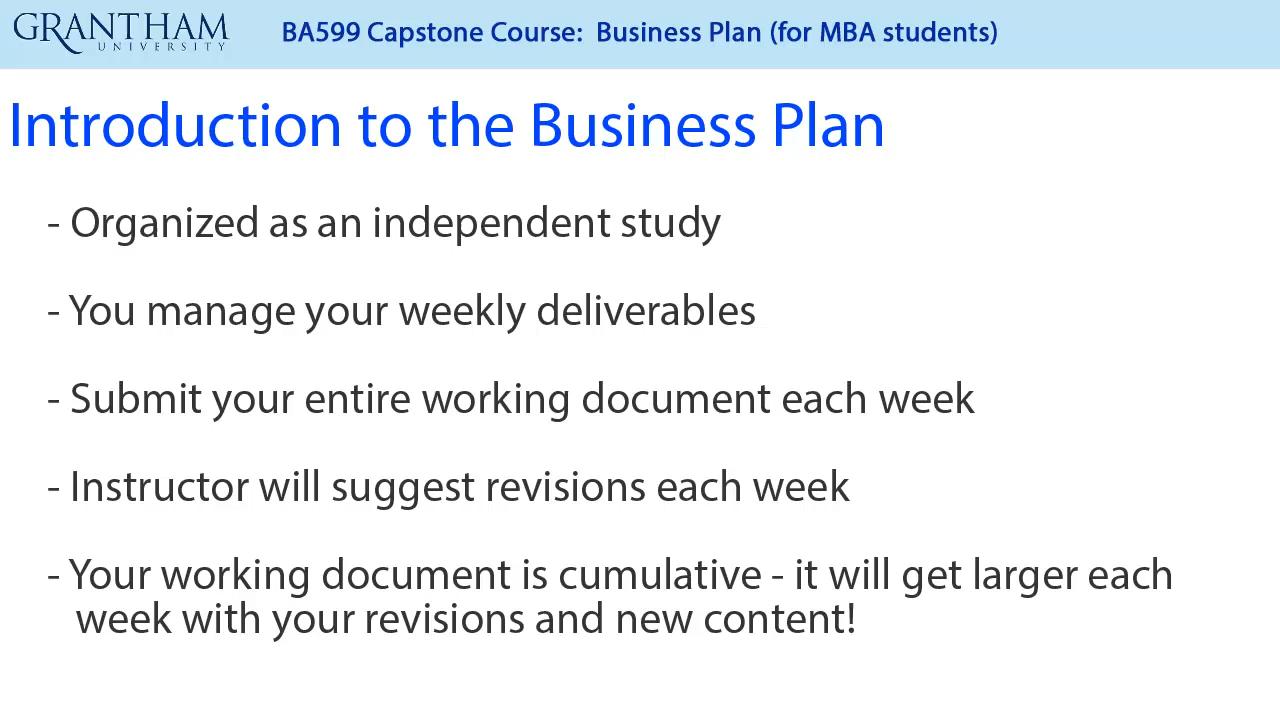 GRANTHAM
UNIVERSITY
BA599 Capstone Course: Business Plan (for MBA students)
Introduction to the Business Plan
- Organized as an independent study
- You manage your weekly deliverables
- Submit your entire working document each week
- Instructor will suggest revisions each week
- Your working document is cumulative - it will get larger each
week with your revisions and new content!